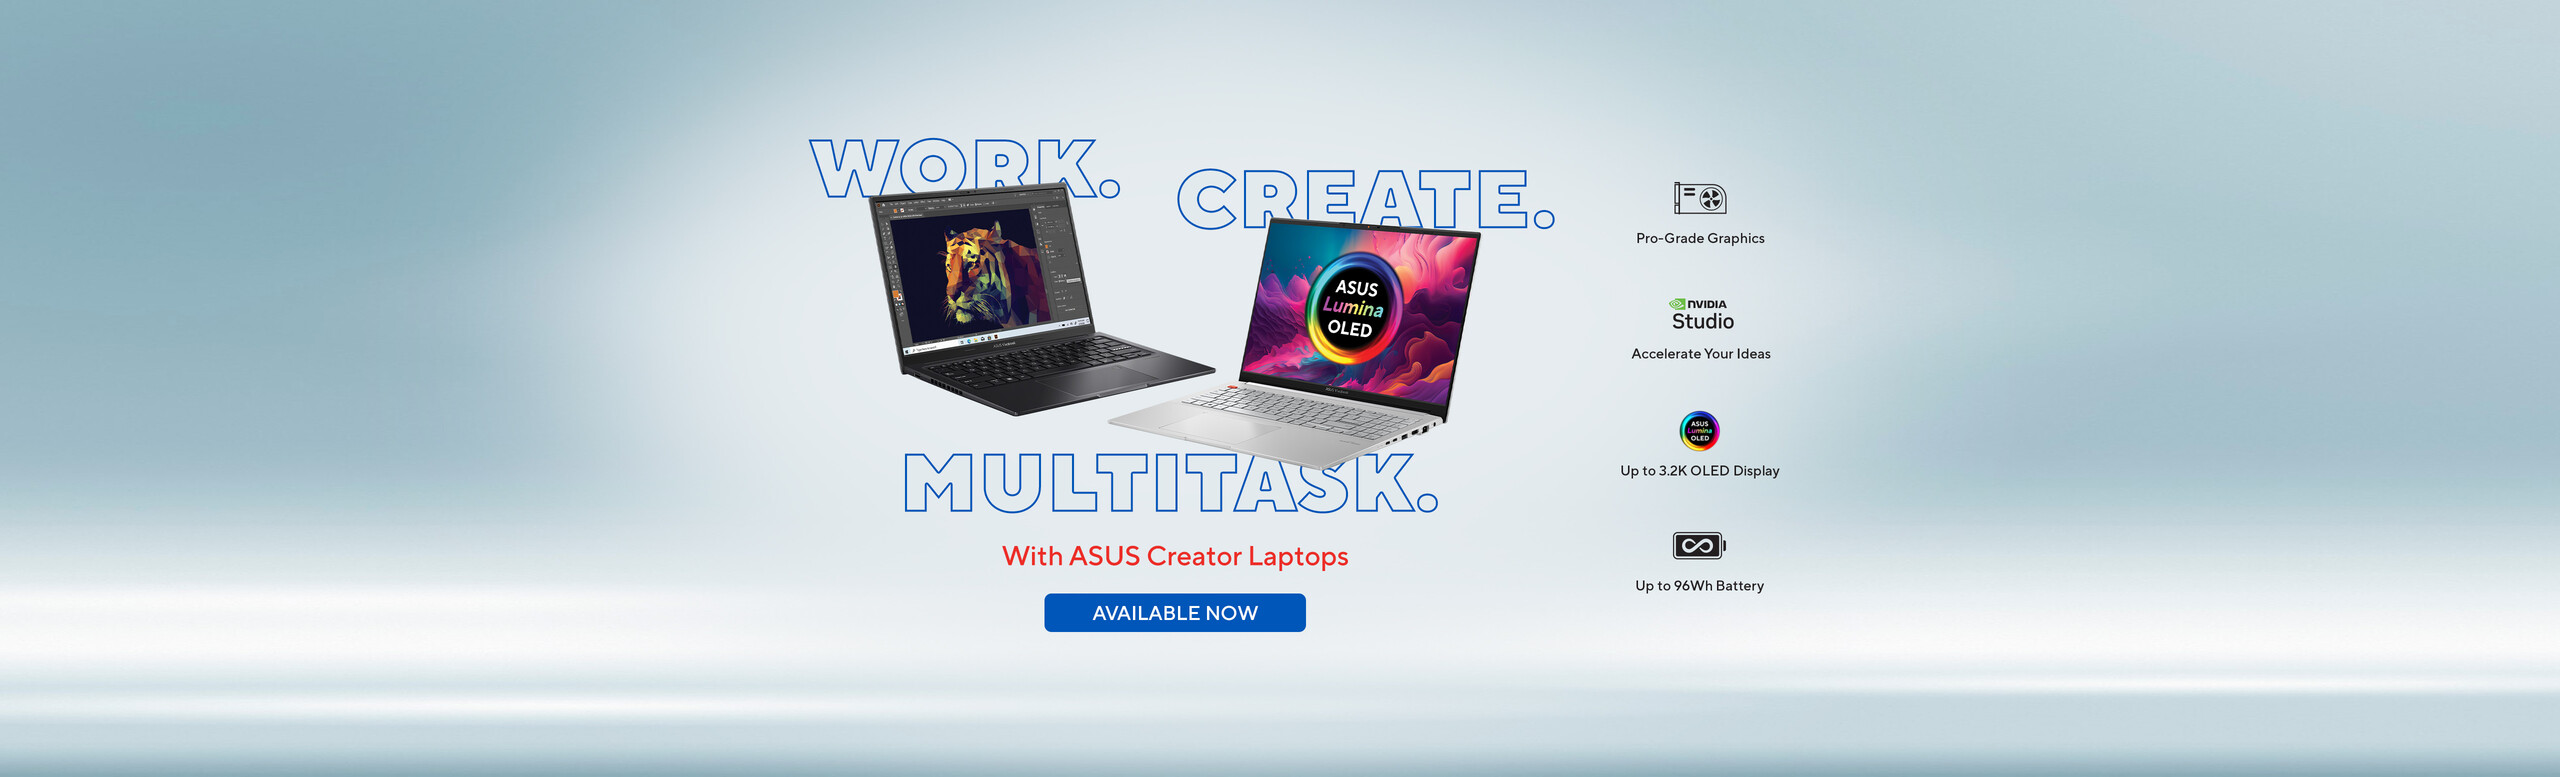 WORK.
CREATE.
ASUS
Lumina
OLED
MULTITASK.
With ASUS Creator Laptops
AVAILABLE NOW
Pro-Grade Graphics
NVIDIA
Studio
Accelerate Your Ideas
ASUS
Lumina
OLED
Up to 3.2K OLED Display
Up to 96Wh Battery